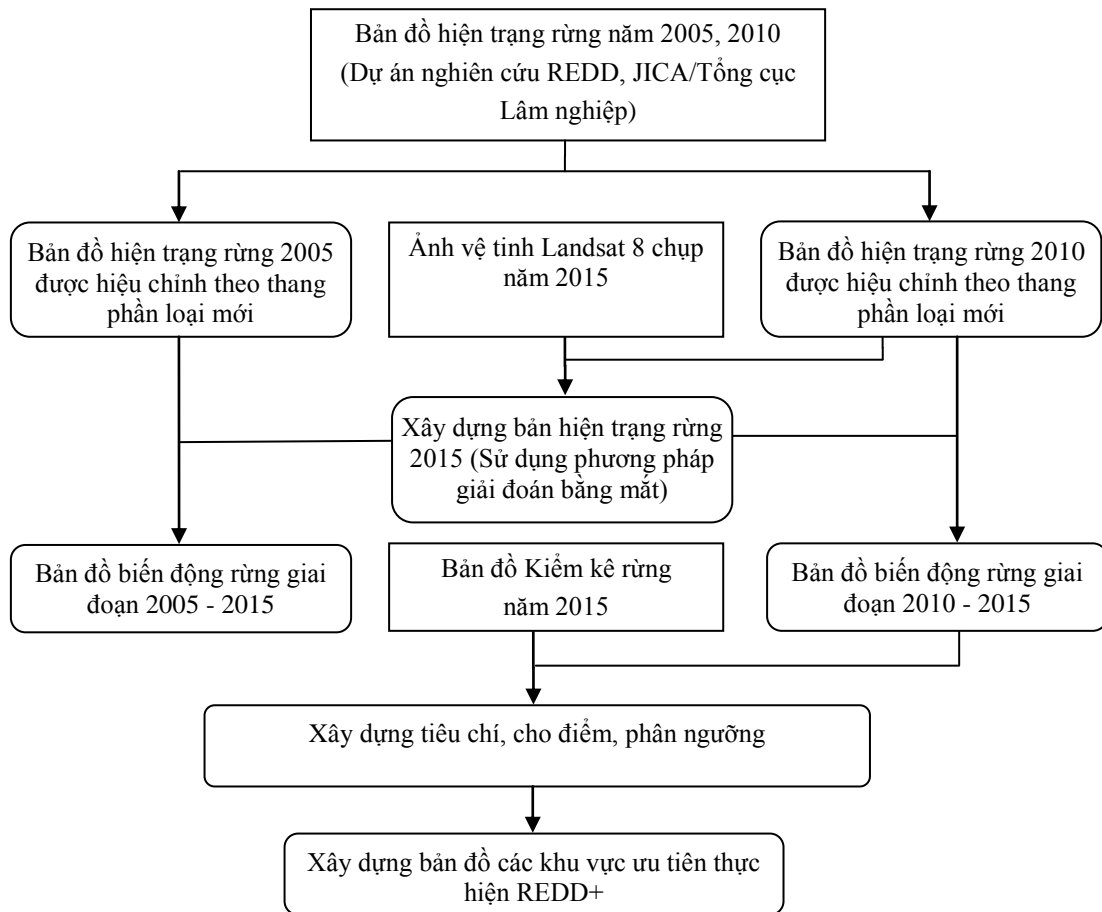 Bản đồ hiện trạng rừng năm 2005, 2010
(Dự án nghiên cứu REDD, JICA/Tổng cục
Lâm nghiệp)
Bản đồ hiện trạng rừng 2005
được hiệu chỉnh theo thang
phần loại mới
Ảnh vệ tinh Landsat 8 chụp
năm 2015
Bản đồ hiện trạng rừng 2010
được hiệu chỉnh theo thang
phần loại mới
Xây dựng bản hiện trạng rừng
2015 (Sử dụng phương pháp
giải đoán bằng mắt)
Bản đồ biến động rừng giai
đoạn 2005 - 2015
Bản đồ Kiểm kê rừng
năm 2015
Bản đồ biến động rừng giai
đoạn 2010 - 2015
Xây dựng tiêu chí, cho điểm, phân ngưỡng
Xây dựng bản đồ các khu vực ưu tiên thực
hiện REDD+